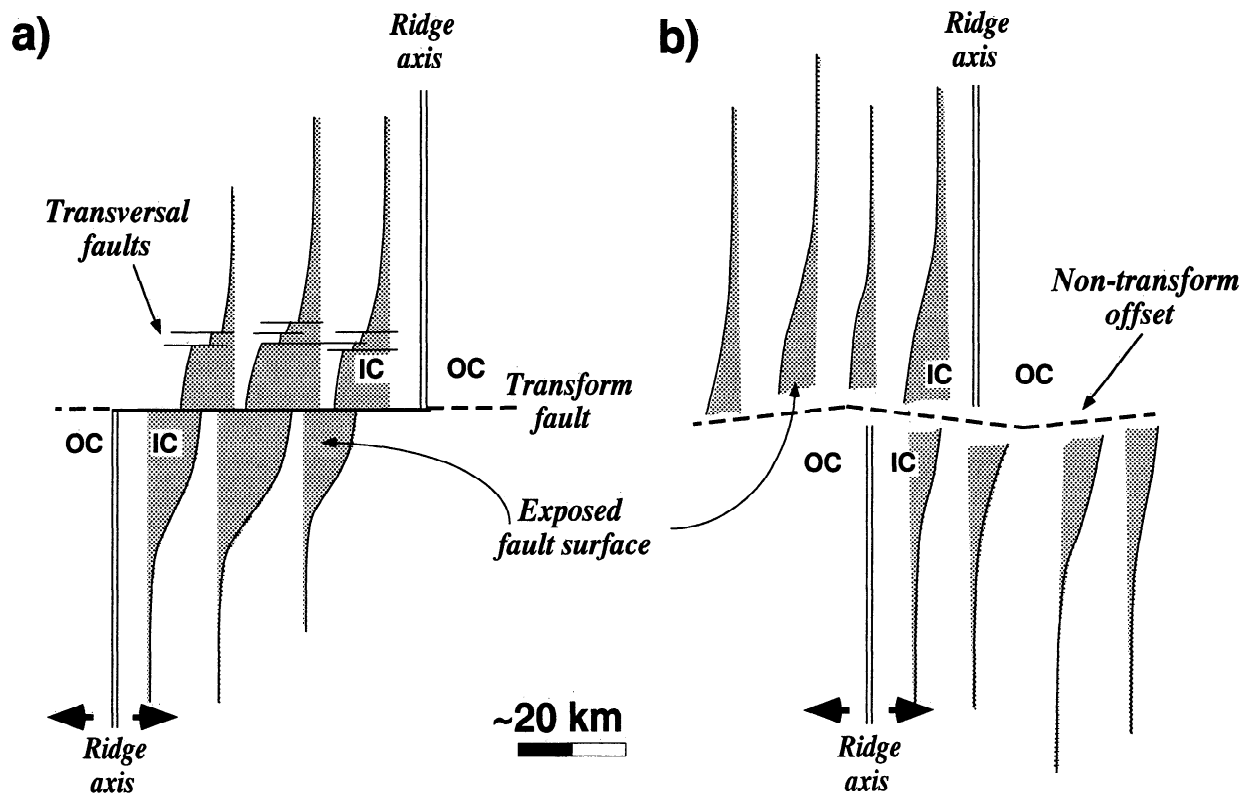 a)
Ridge
axis
Transversal
faults
IC
OC
Transform
fault
OC
IC
Exposed
fault surface
Ridge
axis
~20 km
b)
Ridge
axis
Non-transform
offset
IC
OC
OC
IC
Ridge
axis